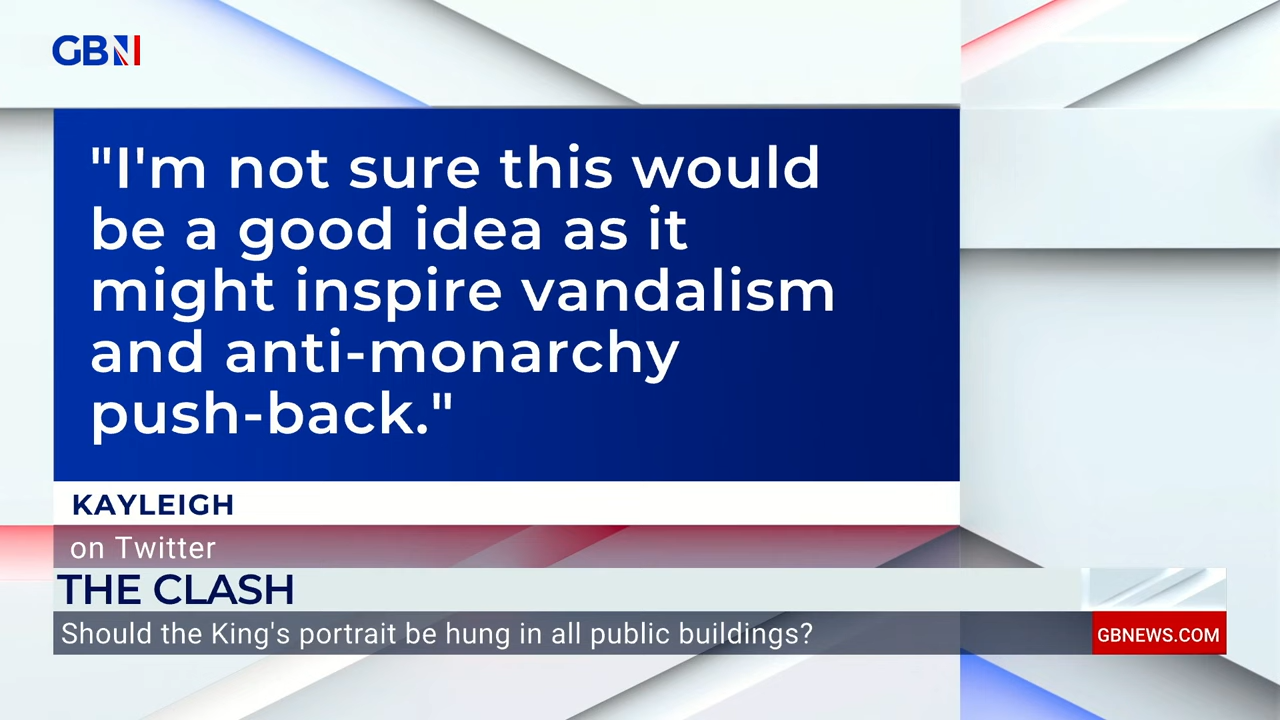 GBN
"I'm not sure this would
be a good idea as it
might inspire vandalism
and anti-monarchy
push-back."
KAYLEIGH
on Twitter
THE CLASH
Should the King's portrait be hung in all public buildings?
GBNEWS.COM